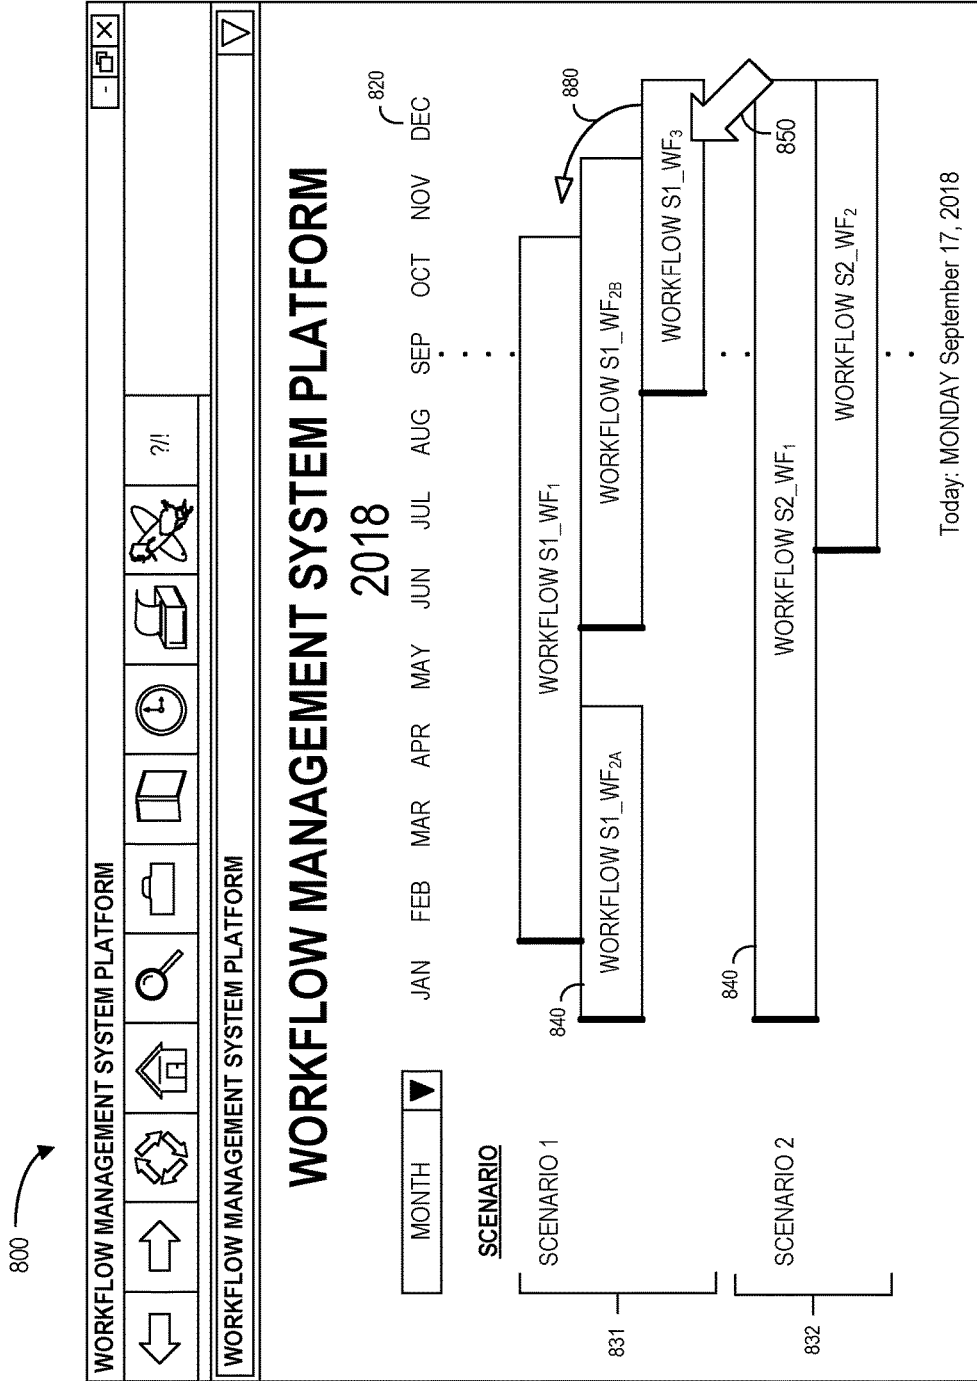 800
WORKFLOW MANAGEMENT SYSTEM PLATFORM
- X
?/!
WORKFLOW MANAGEMENT SYSTEM PLATFORM
WORKFLOW MANAGEMENT SYSTEM PLATFORM
2018
820
MONTH JAN FEB MAR APR MAY JUN JUL AUG SEP OCT NOV DEC
SCENARIO
880
831
SCENARIO 1
WORKFLOW S1_WF1
840
WORKFLOW S1_WF2A
WORKFLOW S1_WF2B
WORKFLOW S1_WF3
850
832
SCENARIO 2
840
WORKFLOW S2_WF1
WORKFLOW S2_WF2
Today: MONDAY September 17, 2018